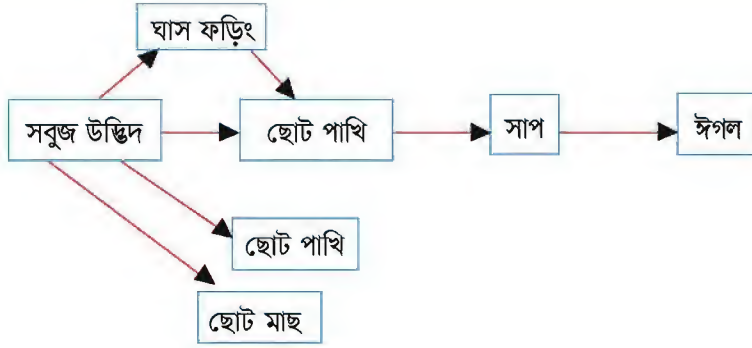 ঘাস ফড়িং
সবুজ উদ্ভিদ
ছোট পাখি
সাপ
ঈগল
ছোট পাখি
ছোট মাছ